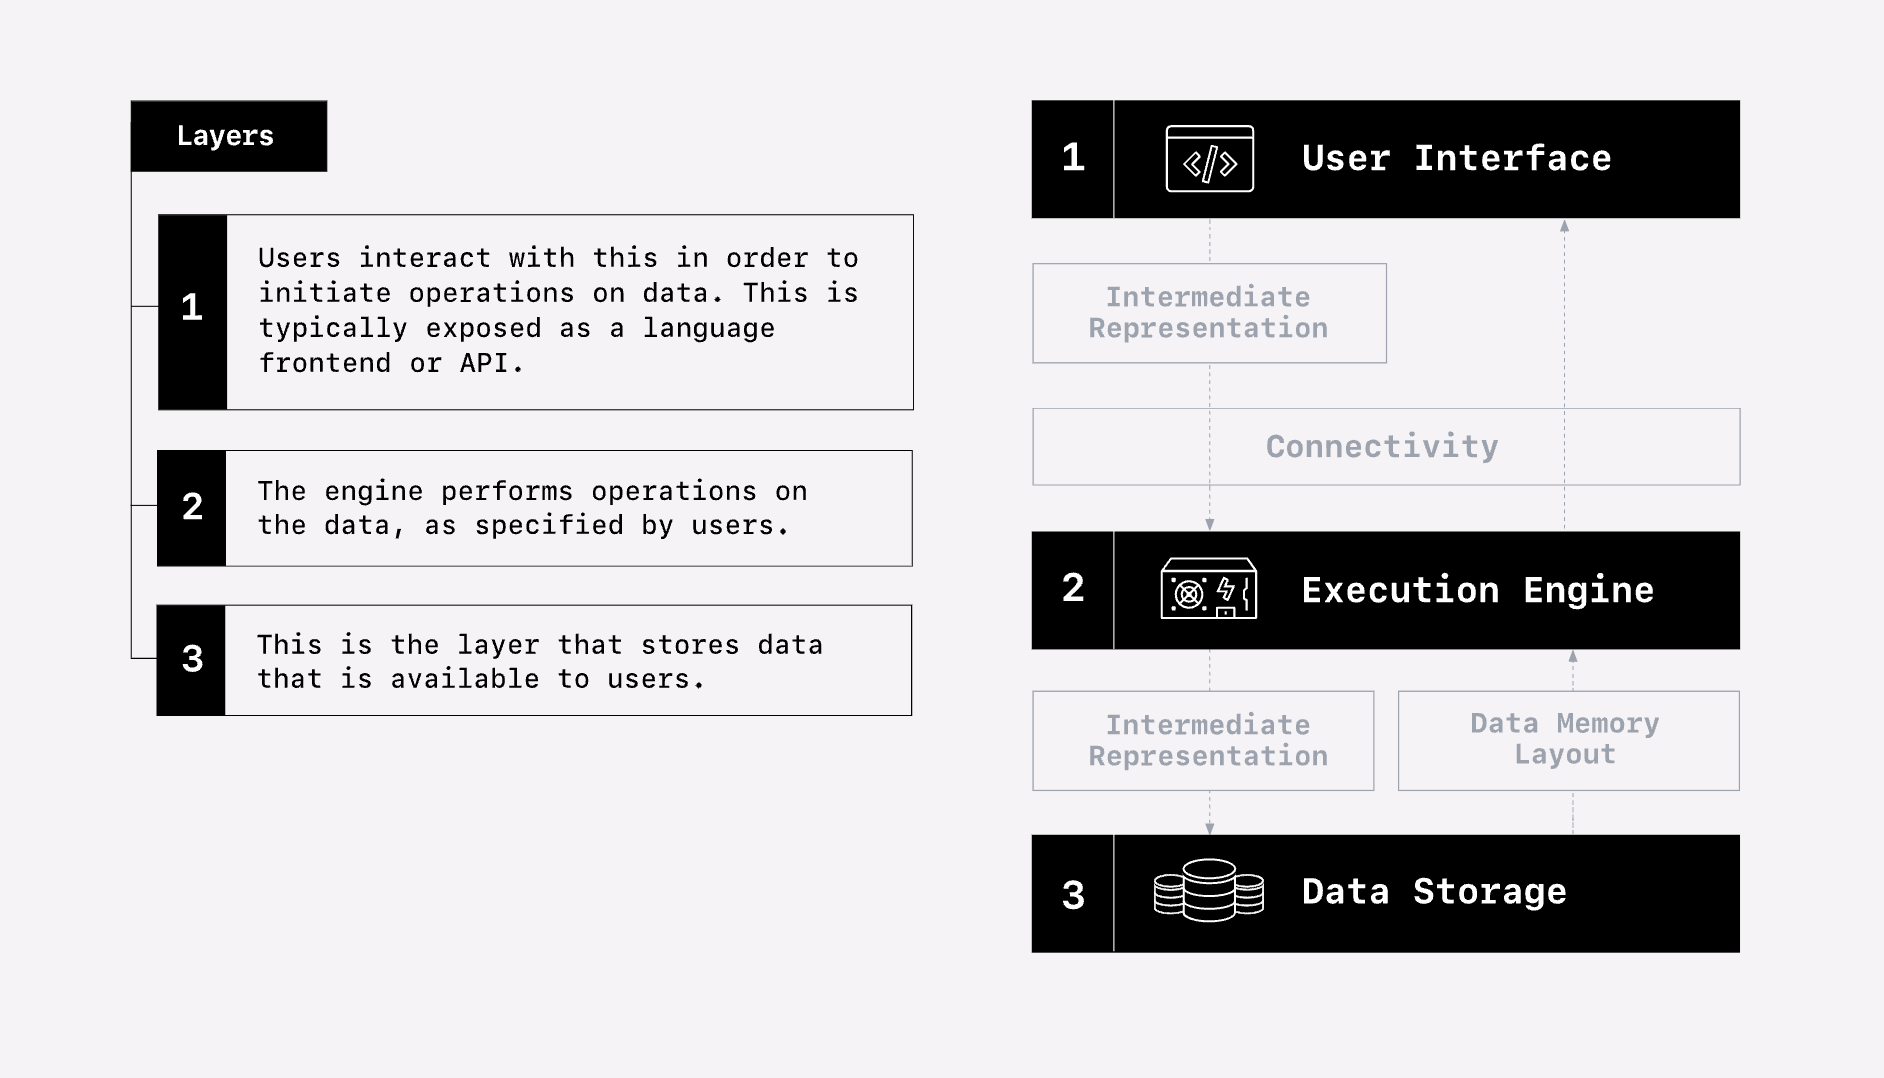 Layers
1
Users interact with this in order to
initiate operations on data. This is
typically exposed as a language
frontend or API.
2
The engine performs operations on
the data, as specified by users.
3
This is the layer that stores data
that is available to users.
1
User Interface
Intermediate
Representation
Connectivity
2
Execution Engine
Intermediate
Representation
Data Memory
Layout
3
Data Storage